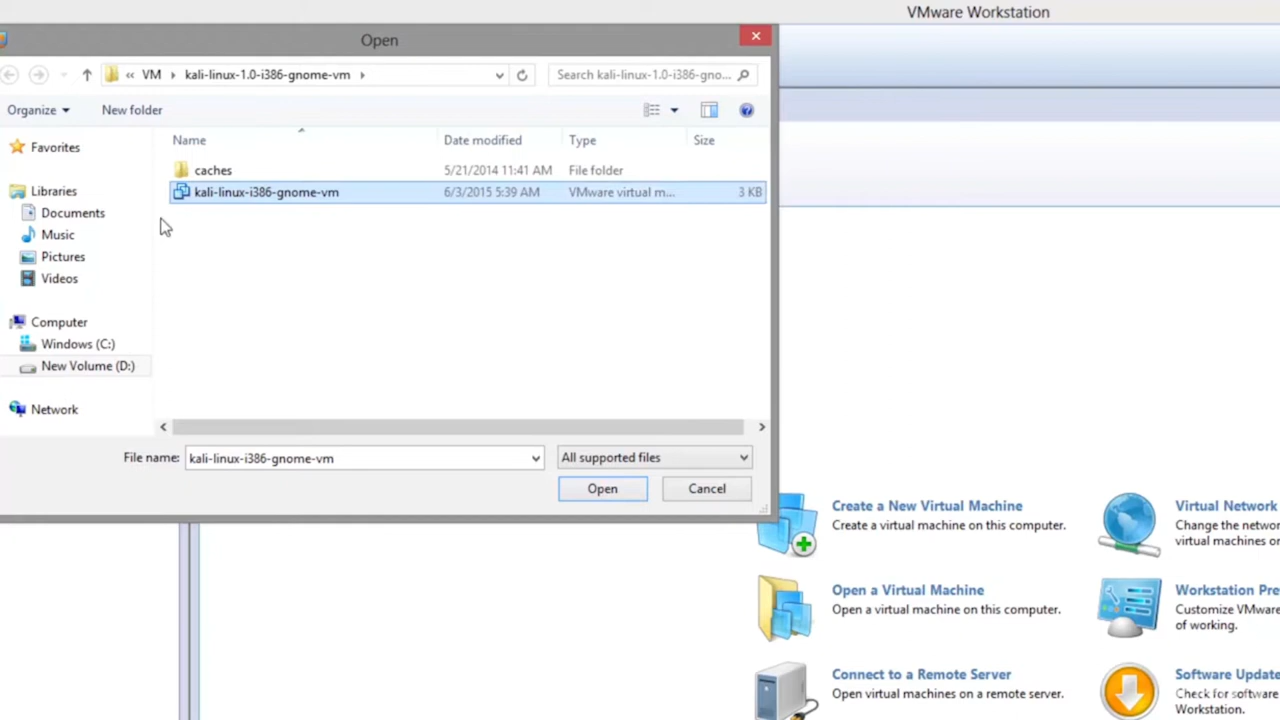 VMware Workstation
Open
« VM kali-linux-1.0-i386-gnome-vm
Search kali-linux-1.0-i386-gno...
Organize
New folder
Name
Date modified
Type
Size
Favorites
Libraries
Documents
Music
Pictures
Videos
Computer
Windows (C:)
New Volume (D:)
Network
caches 5/21/2014 11:41 AM File folder
kali-linux-i386-gnome-vm 6/3/2015 5:39 AM VMware virtual m... 3 KB
File name: kali-linux-i386-gnome-vm
All supported files
Open
Cancel
Create a New Virtual Machine
Create a virtual machine on this computer.
Open a Virtual Machine
Open a virtual machine on this computer.
Connect to a Remote Server
Open virtual machines on a remote server.
Virtual Network
Change the netwo
virtual machines o
Workstation Pre
Customize VMware
of working.
Software Update
Check for software
Workstation.